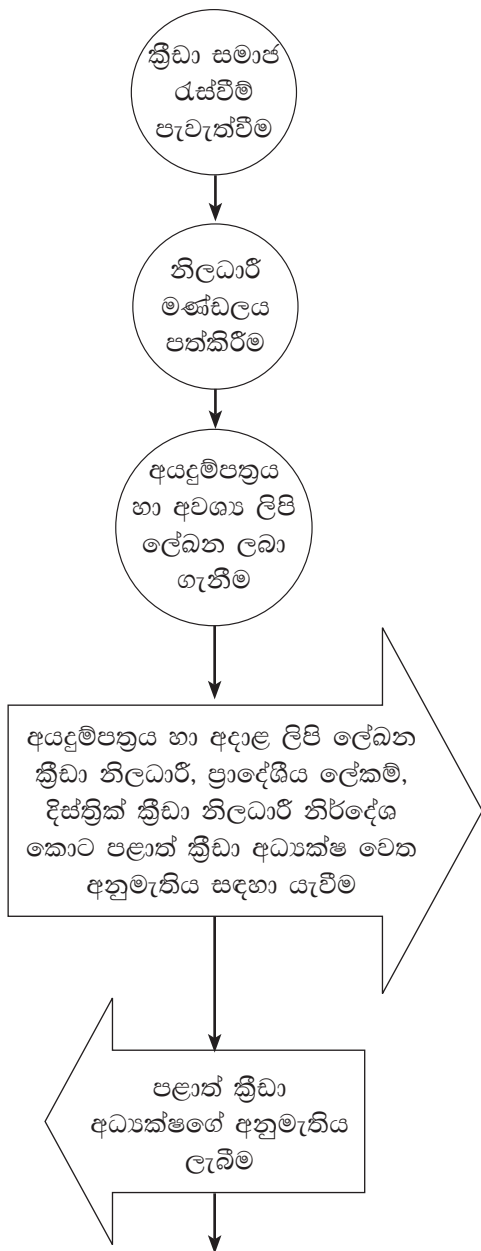 ක්‍රීඩා සමාජ
රැස්වීම්
පැවැත්වීම
නිලධාරී
මණ්ඩලය
පත්කිරීම
අයදුම්පත්‍රය
හා අවශ්‍ය ලිපි
ලේඛන ලබා
ගැනීම
අයදුම්පත්‍රය හා අදාළ ලිපි ලේඛන
ක්‍රීඩා නිලධාරී, ප්‍රාදේශීය ලේකම්,
දිස්ත්‍රික් ක්‍රීඩා නිලධාරී නිර්දේශ
කොට පළාත් ක්‍රීඩා අධ්‍යක්ෂ වෙත
අනුමැතිය සඳහා යැවීම
පළාත් ක්‍රීඩා
අධ්‍යක්ෂගේ අනුමැතිය
ලැබීම